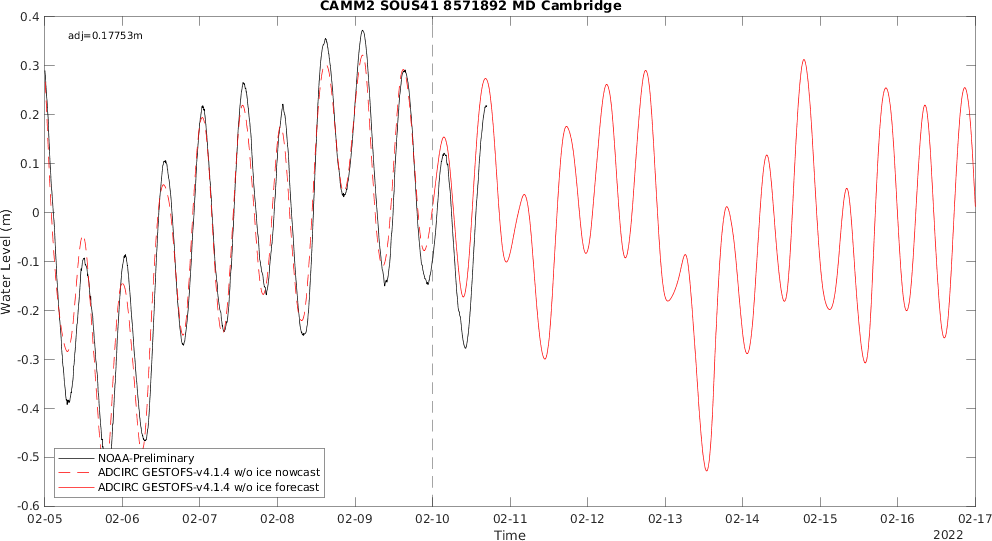 CAMM2 SOUS41 8571892 MD Cambridge
adj=0.17753m
0.4
0.3
0.2
0.1
0
-0.1
-0.2
-0.3
-0.4
-0.5
-0.6
Water Level (m)
NOAA-Preliminary
ADCIRC GESTOFS-v4.1.4 w/o ice nowcast
ADCIRC GESTOFS-v4.1.4 w/o ice forecast
02-05 02-06 02-07 02-08 02-09 02-10 02-11 02-12 02-13 02-14 02-15 02-16 02-17
Time
2022